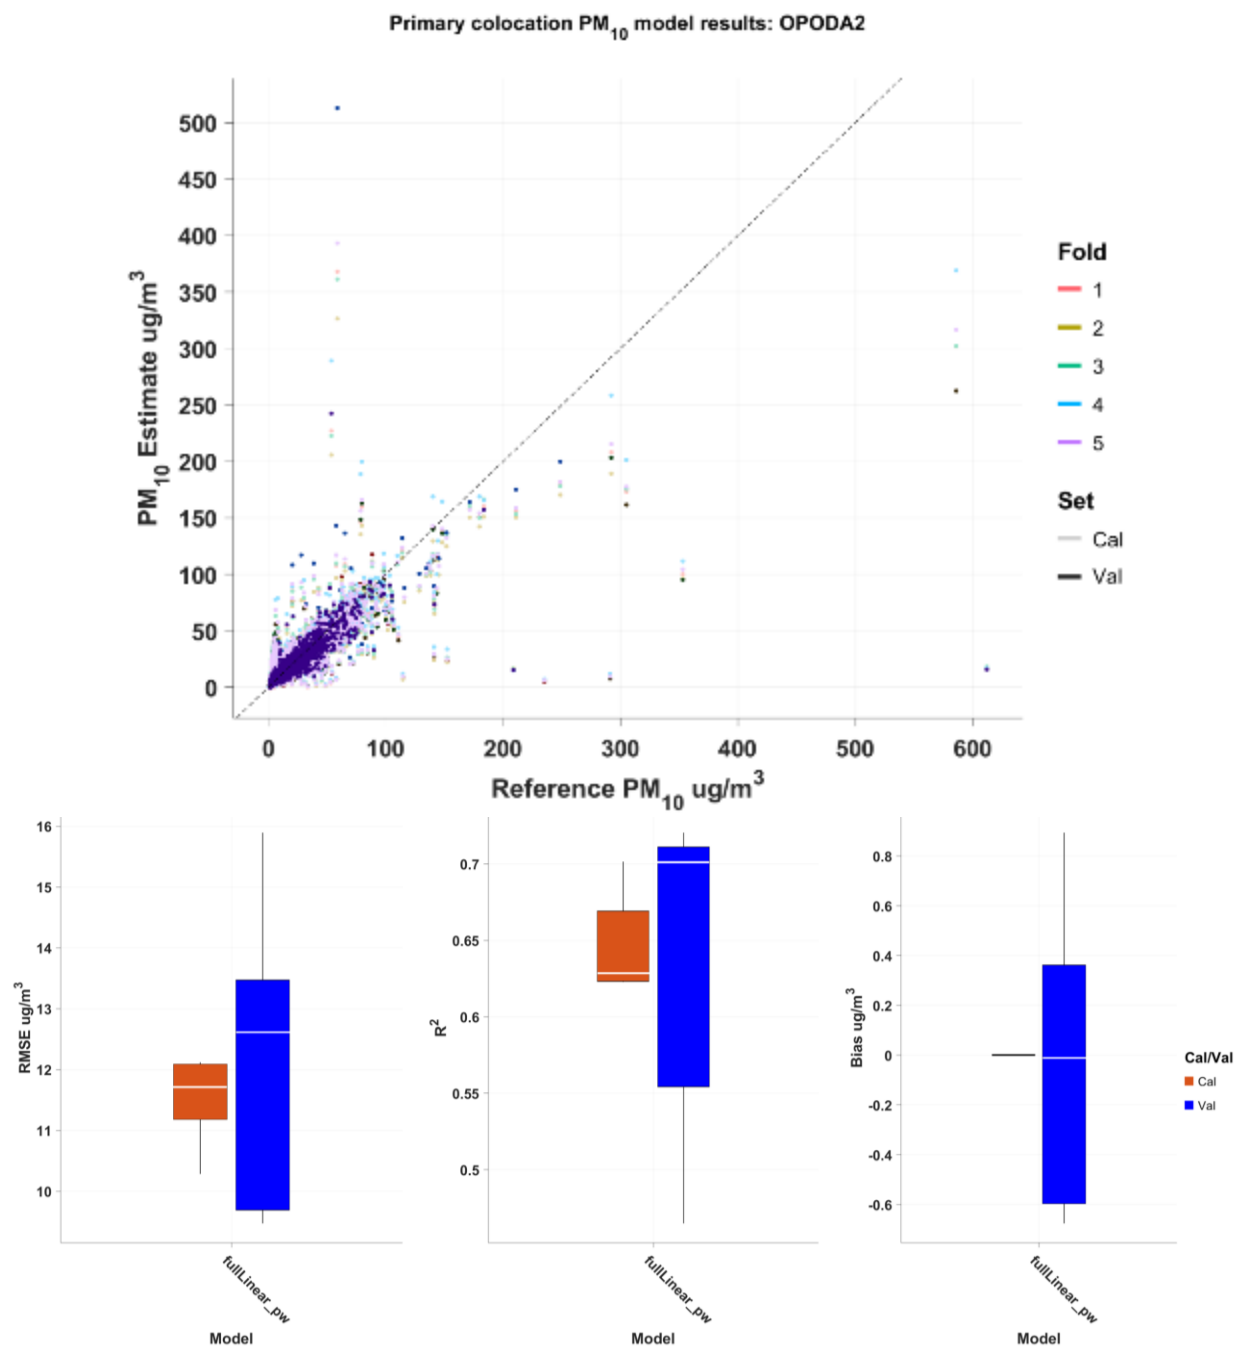 Primary colocation PM10 model results: OPODA2
500
450
400
350
300
250
200
150
100
50
0
PM10 Estimate ug/m3
0 100 200 300 400 500 600
Reference PM10 ug/m3
Fold
1
2
3
4
5
Set
Cal
Val
16
15
14
13
12
11
10
RMSE ug/m3
fullLinear_pw
Model
0.7
0.65
0.6
0.55
0.5
R2
fullLinear_pw
Model
0.8
0.6
0.4
0.2
0
-0.2
-0.4
-0.6
Bias ug/m3
fullLinear_pw
Model
Cal/Val
Cal
Val